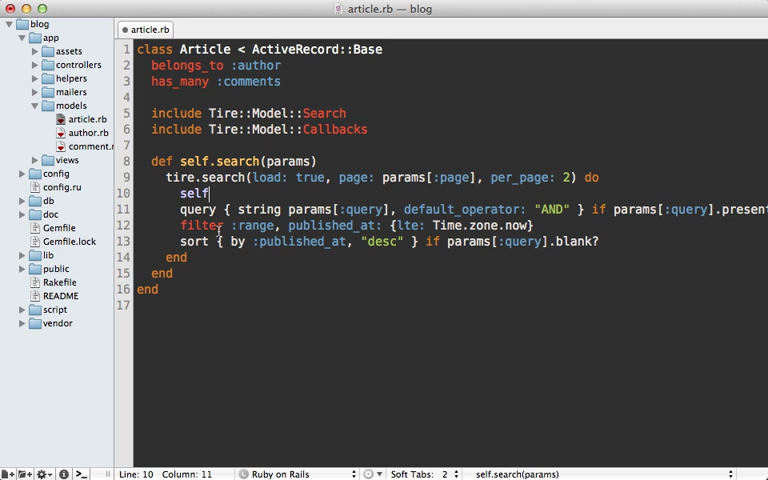 article.rb — blog
blog
app
assets
controllers
helpers
mailers
models
article.rb
author.rb
comment.r
views
config
config.ru
db
doc
Gemfile
Gemfile.lock
lib
public
Rakefile
README
script
vendor
article.rb
1 class Article < ActiveRecord::Base
2 belongs_to :author
3 has_many :comments
4
5 include Tire::Model::Search
6 include Tire::Model::Callbacks
7
8 def self.search(params)
9 tire.search(load: true, page: params[:page], per_page: 2) do
10 self
11 query { string params[:query], default_operator: "AND" } if params[:query].present
12 filter :range, published_at: {lte: Time.zone.now}
13 sort { by :published_at, "desc" } if params[:query].blank?
14 end
15 end
16 end
17
Line: 10 Column: 11 Ruby on Rails Soft Tabs: 2 self.search(params)